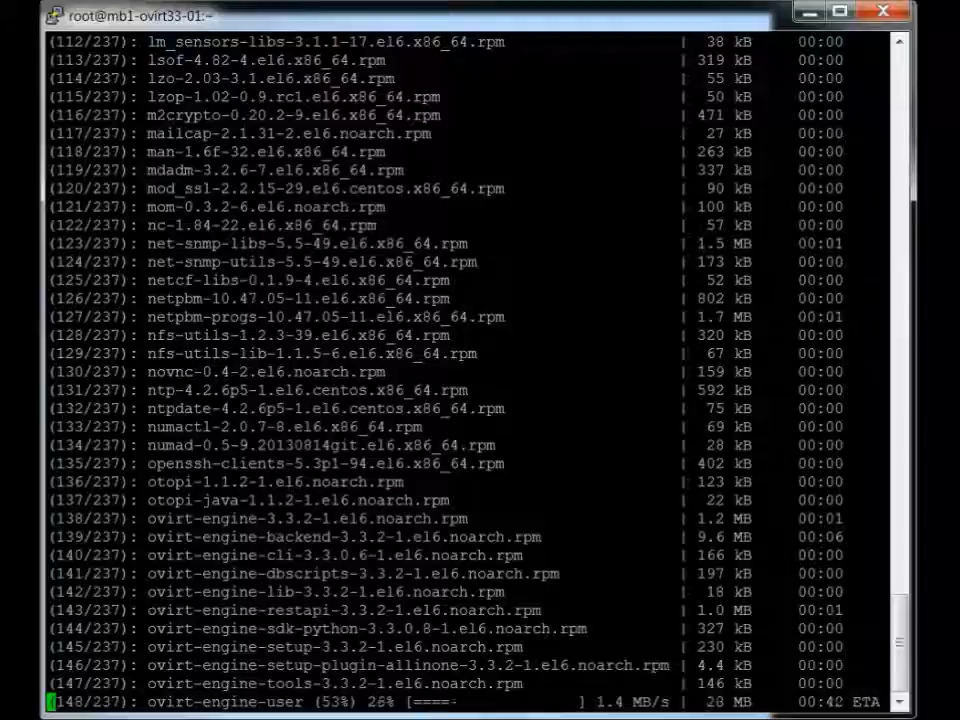 root@mb1-ovirt33-01:~
(112/237): lm_sensors-libs-3.1.1-17.el6.x86_64.rpm | 38 kB 00:00
(113/237): lsof-4.82-4.el6.x86_64.rpm | 319 kB 00:00
(114/237): lzo-2.03-3.1.el6.x86_64.rpm | 55 kB 00:00
(115/237): lzop-1.02-0.9.rc1.el6.x86_64.rpm | 50 kB 00:00
(116/237): m2crypto-0.20.2-9.el6.x86_64.rpm | 471 kB 00:00
(117/237): mailcap-2.1.31-2.el6.noarch.rpm | 27 kB 00:00
(118/237): man-1.6f-32.el6.x86_64.rpm | 263 kB 00:00
(119/237): mdadm-3.2.6-7.el6.x86_64.rpm | 337 kB 00:00
(120/237): mod_ssl-2.2.15-29.el6.centos.x86_64.rpm | 90 kB 00:00
(121/237): mom-0.3.2-6.el6.noarch.rpm | 100 kB 00:00
(122/237): nc-1.84-22.el6.x86_64.rpm | 57 kB 00:00
(123/237): net-snmp-libs-5.5-49.el6.x86_64.rpm | 1.5 MB 00:01
(124/237): net-snmp-utils-5.5-49.el6.x86_64.rpm | 173 kB 00:00
(125/237): netcf-libs-0.1.9-4.el6.x86_64.rpm | 52 kB 00:00
(126/237): netpbm-10.47.05-11.el6.x86_64.rpm | 802 kB 00:00
(127/237): netpbm-progs-10.47.05-11.el6.x86_64.rpm | 1.7 MB 00:01
(128/237): nfs-utils-1.2.3-39.el6.x86_64.rpm | 320 kB 00:00
(129/237): nfs-utils-lib-1.1.5-6.el6.x86_64.rpm | 67 kB 00:00
(130/237): novnc-0.4-2.el6.noarch.rpm | 159 kB 00:00
(131/237): ntp-4.2.6p5-1.el6.centos.x86_64.rpm | 592 kB 00:00
(132/237): ntpdate-4.2.6p5-1.el6.centos.x86_64.rpm | 75 kB 00:00
(133/237): numactl-2.0.7-8.el6.x86_64.rpm | 69 kB 00:00
(134/237): numad-0.5-9.20130814git.el6.x86_64.rpm | 28 kB 00:00
(135/237): openssh-clients-5.3p1-94.el6.x86_64.rpm | 402 kB 00:00
(136/237): otopi-1.1.2-1.el6.noarch.rpm | 123 kB 00:00
(137/237): otopi-java-1.1.2-1.el6.noarch.rpm | 22 kB 00:00
(138/237): ovirt-engine-3.3.2-1.el6.noarch.rpm | 1.2 MB 00:01
(139/237): ovirt-engine-backend-3.3.2-1.el6.noarch.rpm | 9.6 MB 00:06
(140/237): ovirt-engine-cli-3.3.0.6-1.el6.noarch.rpm | 166 kB 00:00
(141/237): ovirt-engine-dbscripts-3.3.2-1.el6.noarch.rpm | 197 kB 00:00
(142/237): ovirt-engine-lib-3.3.2-1.el6.noarch.rpm | 18 kB 00:00
(143/237): ovirt-engine-restapi-3.3.2-1.el6.noarch.rpm | 1.0 MB 00:01
(144/237): ovirt-engine-sdk-python-3.3.0.8-1.el6.noarch.rpm | 327 kB 00:00
(145/237): ovirt-engine-setup-3.3.2-1.el6.noarch.rpm | 230 kB 00:00
(146/237): ovirt-engine-setup-plugin-allinone-3.3.2-1.el6.noarch.rpm | 4.4 kB 00:00
(147/237): ovirt-engine-tools-3.3.2-1.el6.noarch.rpm | 146 kB 00:00
(148/237): ovirt-engine-user (53%) 26% [====- ] 1.4 MB/s | 28 MB 00:42 ETA